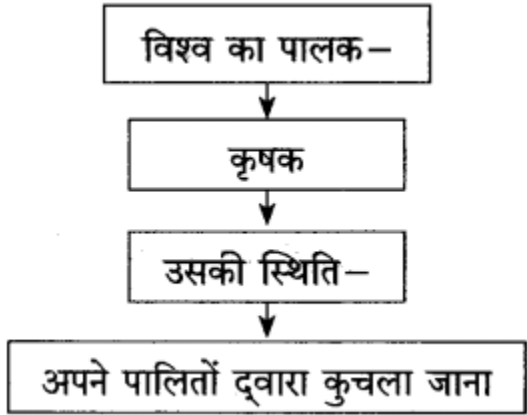 विश्व का पालक–
कृषक
उसकी स्थिति–
अपने पालितों द्वारा कुचला जाना